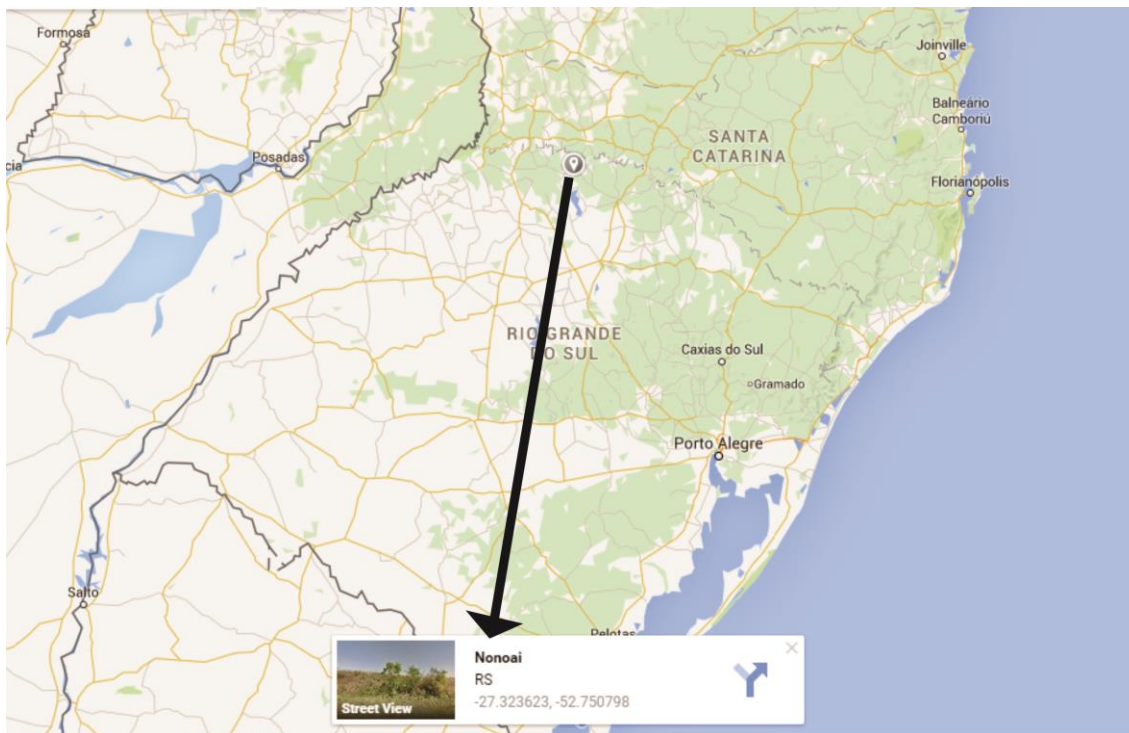 Formosa
Joinville
Balneário
Camboriú
SANTA
CATARINA
Posadas
cia
Florianópolis
RIO GRANDE
DO SUL
Caxias do Sul
Gramado
Porto Alegre
Salto
Pelotas
Nonoai
RS
-27.323623, -52.750798
Street View